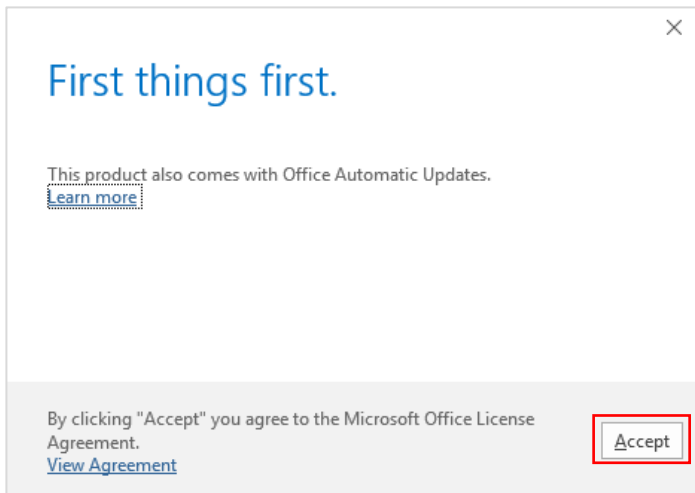 First things first.
This product also comes with Office Automatic Updates.
Learn more
By clicking "Accept" you agree to the Microsoft Office License
Agreement.
View Agreement
Accept